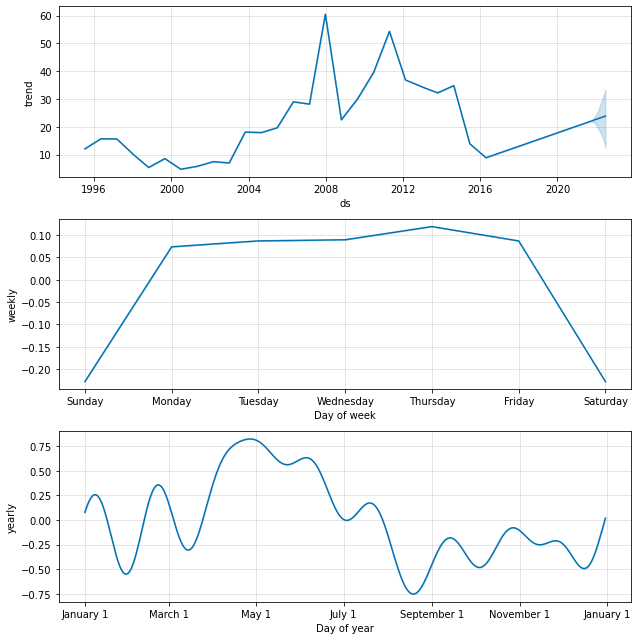 60
50
40
30
20
10
trend
1996 2000 2004 2008 2012 2016 2020
ds
0.10
0.05
0.00
−0.05
−0.10
−0.15
−0.20
weekly
Sunday Monday Tuesday Wednesday Thursday Friday Saturday
Day of week
0.75
0.50
0.25
0.00
−0.25
−0.50
−0.75
yearly
January 1 March 1 May 1 July 1 September 1 November 1 January 1
Day of year